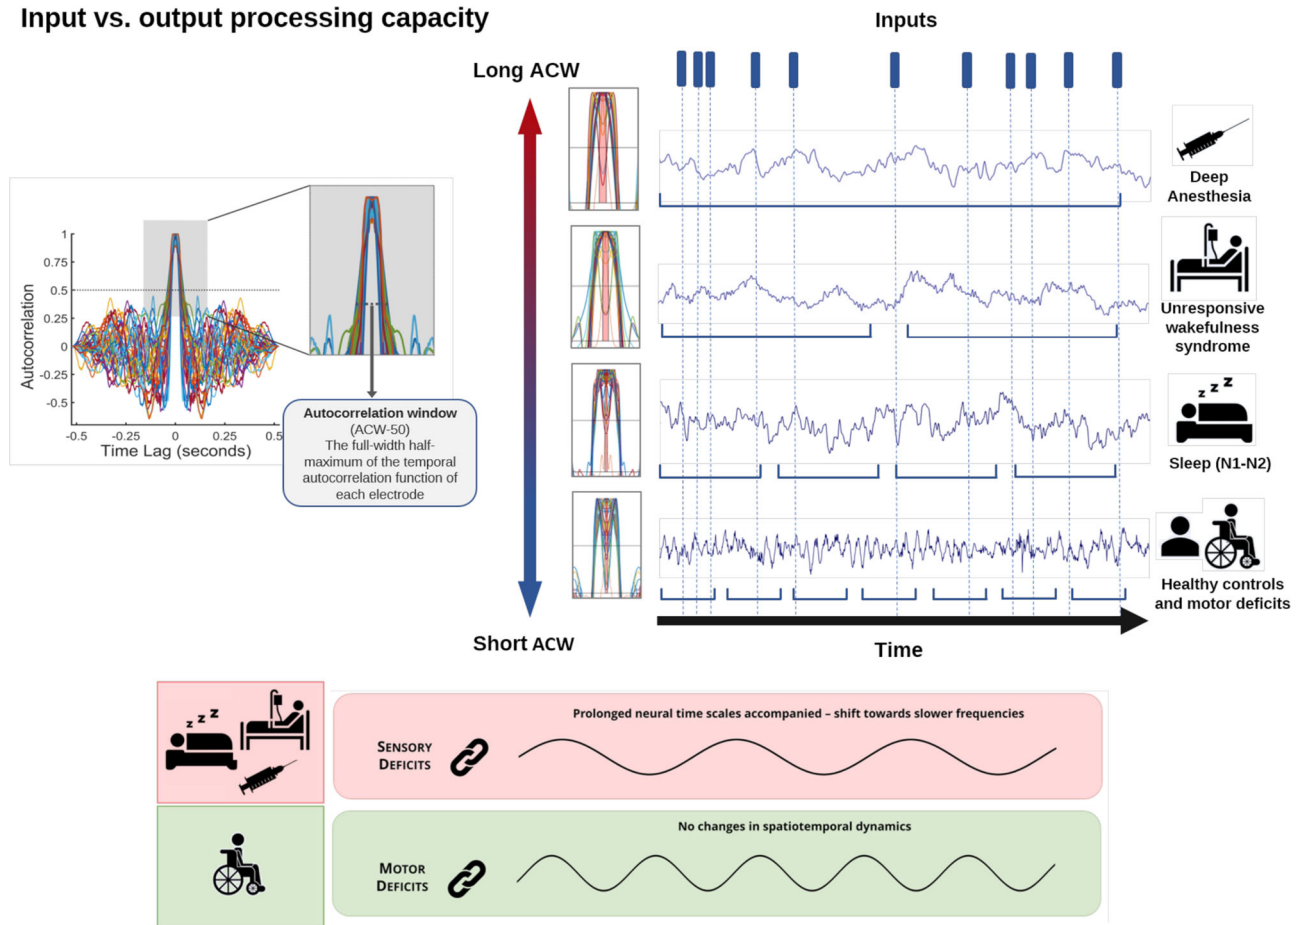 Input vs. output processing capacity
Inputs
Long ACW
Deep
Anesthesia
Unresponsive
wakefulness
syndrome
Sleep (N1-N2)
Healthy controls
and motor deficits
Short ACW
Time
Autocorrelation
1
0.75
0.5
0.25
0
-0.25
-0.5
-0.5
-0.25
0
0.25
0.5
Time Lag (seconds)
Autocorrelation window
(ACW-50)
The full-width half-
maximum of the temporal
autocorrelation function of
each electrode
z z z
z z z
Prolonged neural time scales accompanied – shift towards slower frequencies
SENSORY
DEFICITS
No changes in spatiotemporal dynamics
MOTOR
DEFICITS